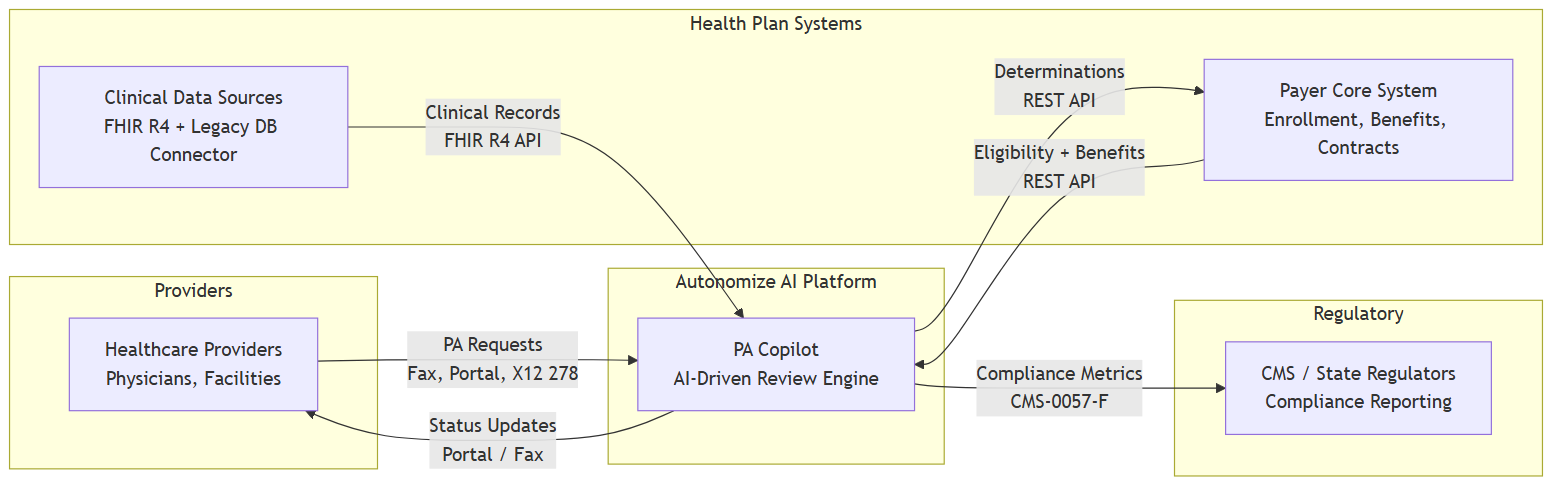 Health Plan Systems
Clinical Data Sources
FHIR R4 + Legacy DB
Connector
Clinical Records
FHIR R4 API
Determinations
REST API
Eligibility + Benefits
REST API
Payer Core System
Enrollment, Benefits,
Contracts
Providers
Healthcare Providers
Physicians, Facilities
PA Requests
Fax, Portal, X12 278
Status Updates
Portal / Fax
Autonomize AI Platform
PA Copilot
AI-Driven Review Engine
Compliance Metrics
CMS-0057-F
Regulatory
CMS / State Regulators
Compliance Reporting